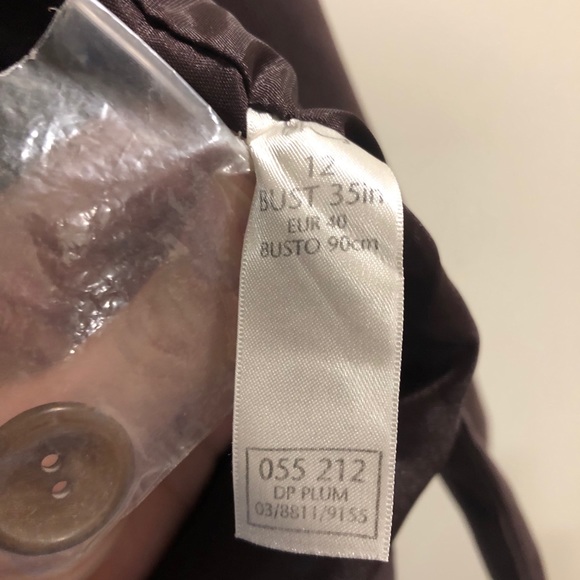 12
BUST 35in
EUR 40
BUSTO 90cm
055 212
DP PLUM
03/8811/9155